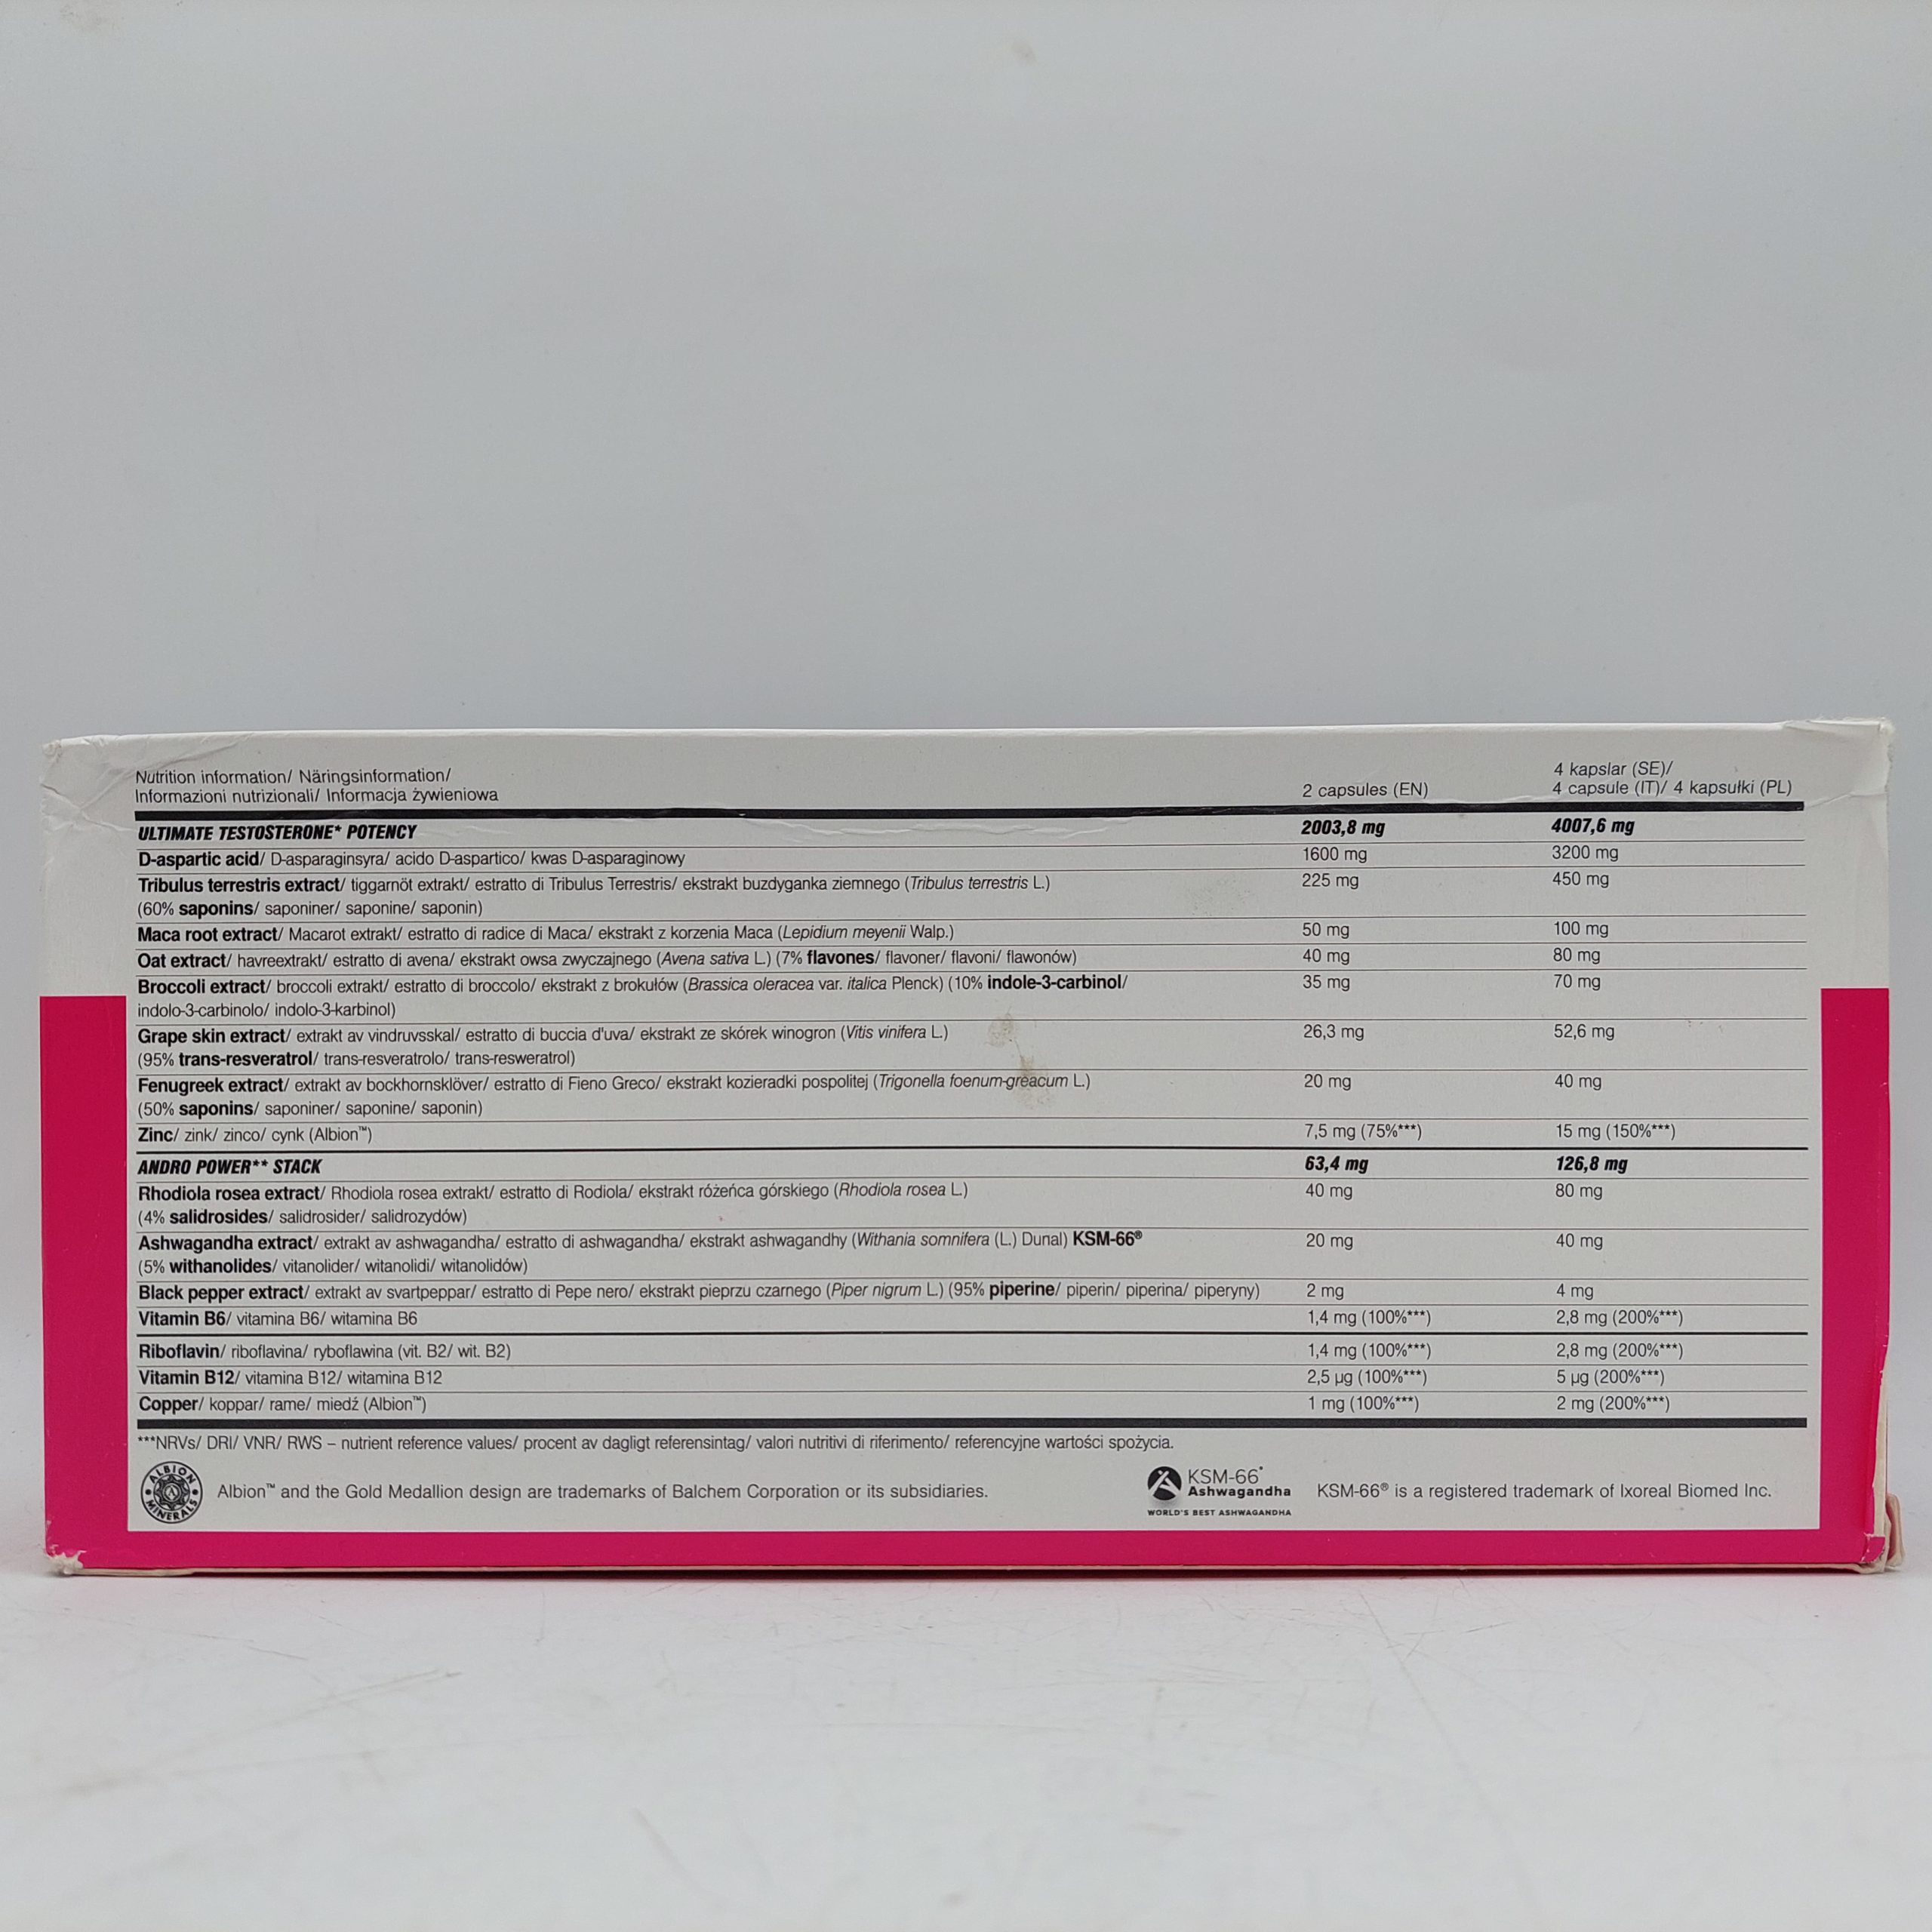 Nutrition information/ Näringsinformation/
Informazioni nutrizionali/ Informacja żywieniowa
2 capsules (EN)
4 kapslar (SE)/
4 capsule (IT)/ 4 kapsułki (PL)
ULTIMATE TESTOSTERONE* POTENCY 2003,8 mg 4007,6 mg
D-aspartic acid/ D-asparaginsyra/ acido D-aspartico/ kwas D-asparaginowy 1600 mg 3200 mg
Tribulus terrestris extract/ tiggarnöt extrakt/ estratto di Tribulus Terrestris/ ekstrakt buzdyganka ziemnego (Tribulus terrestris L.) 225 mg 450 mg
(60% saponins/ saponiner/ saponine/ saponin)
Maca root extract/ Macarot extrakt/ estratto di radice di Maca/ ekstrakt z korzenia Maca (Lepidium meyenii Walp.) 50 mg 100 mg
Oat extract/ havreextrakt/ estratto di avena/ ekstrakt owsa zwyczajnego (Avena sativa L.) (7% flavones/ flavoner/ flavoni/ flawonów) 40 mg 80 mg
Broccoli extract/ broccoli extrakt/ estratto di broccolo/ ekstrakt z brokułów (Brassica oleracea var. italica Plenck) (10% indole-3-carbinol/ 35 mg 70 mg
indolo-3-carbinolo/ indolo-3-karbinol)
Grape skin extract/ extrakt av vindruvsskal/ estratto di buccia d'uva/ ekstrakt ze skórek winogron (Vitis vinifera L.) 26,3 mg 52,6 mg
(95% trans-resveratrol/ trans-resveratrolo/ trans-resweratrol)
Fenugreek extract/ extrakt av bockhornsklöver/ estratto di Fieno Greco/ ekstrakt kozieradki pospolitej (Trigonella foenum-greacum L.) 20 mg 40 mg
(50% saponins/ saponiner/ saponine/ saponin)
Zinc/ zink/ zinco/ cynk (Albion™) 7,5 mg (75%***) 15 mg (150%***)
ANDRO POWER** STACK 63,4 mg 126,8 mg
Rhodiola rosea extract/ Rhodiola rosea extrakt/ estratto di Rodiola/ ekstrakt różeńca górskiego (Rhodiola rosea L.) 40 mg 80 mg
(4% salidrosides/ salidrosider/ salidrozydów)
Ashwagandha extract/ extrakt av ashwagandha/ estratto di ashwagandha/ ekstrakt ashwagandhy (Withania somnifera (L.) Dunal) KSM-66® 20 mg 40 mg
(5% withanolides/ vitanolider/ witanolidi/ witanolidów)
Black pepper extract/ extrakt av svartpeppar/ estratto di Pepe nero/ ekstrakt pieprzu czarnego (Piper nigrum L.) (95% piperine/ piperin/ piperina/ piperyny) 2 mg 4 mg
Vitamin B6/ vitamina B6/ witamina B6 1,4 mg (100%***) 2,8 mg (200%***)
Riboflavin/ riboflavina/ ryboflawina (vit. B2/ wit. B2) 1,4 mg (100%***) 2,8 mg (200%***)
Vitamin B12/ vitamina B12/ witamina B12 2,5 µg (100%***) 5 µg (200%***)
Copper/ koppar/ rame/ miedź (Albion™) 1 mg (100%***) 2 mg (200%***)
***NRVs/ DRI/ VNR/ RWS – nutrient reference values/ procent av dagligt referensintag/ valori nutritivi di riferimento/ referencyjne wartości spożycia.
ALBION MINERALS
Albion™ and the Gold Medallion design are trademarks of Balchem Corporation or its subsidiaries.
KSM-66®
Ashwagandha
WORLD'S BEST ASHWAGANDHA
KSM-66® is a registered trademark of Ixoreal Biomed Inc.